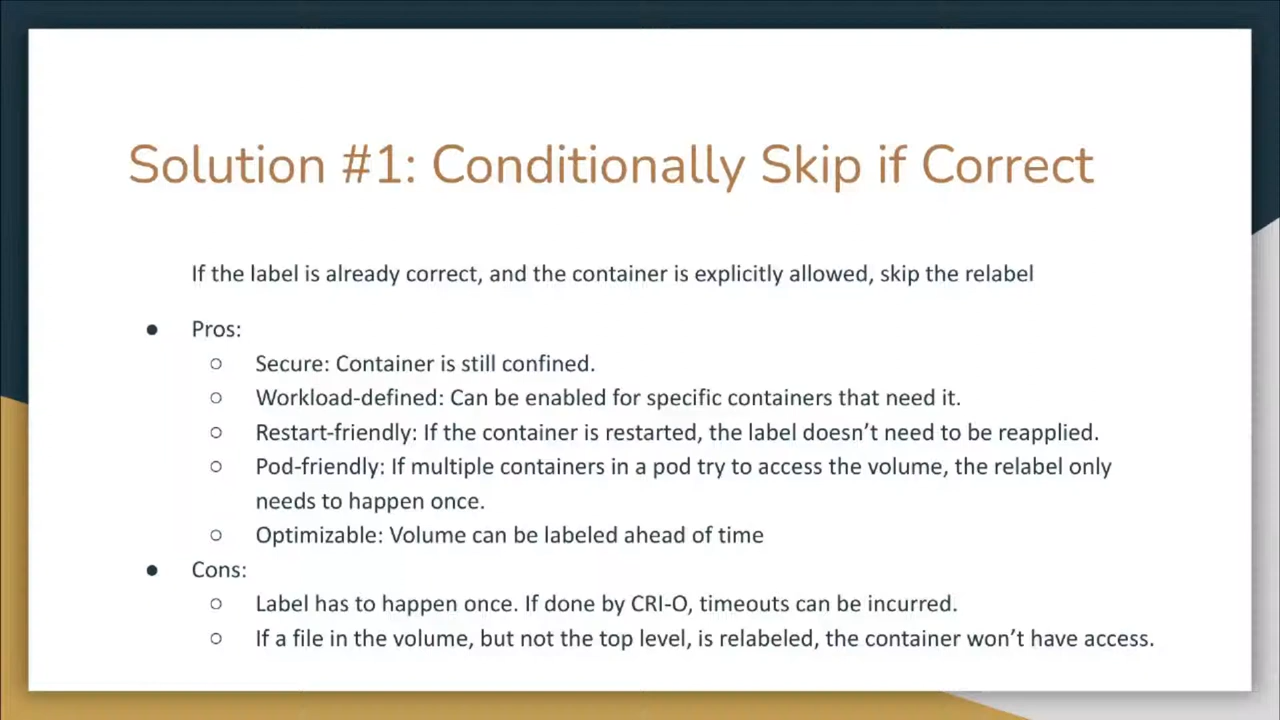 Solution #1: Conditionally Skip if Correct
If the label is already correct, and the container is explicitly allowed, skip the relabel
● Pros:
○ Secure: Container is still confined.
○ Workload-defined: Can be enabled for specific containers that need it.
○ Restart-friendly: If the container is restarted, the label doesn’t need to be reapplied.
○ Pod-friendly: If multiple containers in a pod try to access the volume, the relabel only
needs to happen once.
○ Optimizable: Volume can be labeled ahead of time
● Cons:
○ Label has to happen once. If done by CRI-O, timeouts can be incurred.
○ If a file in the volume, but not the top level, is relabeled, the container won’t have access.